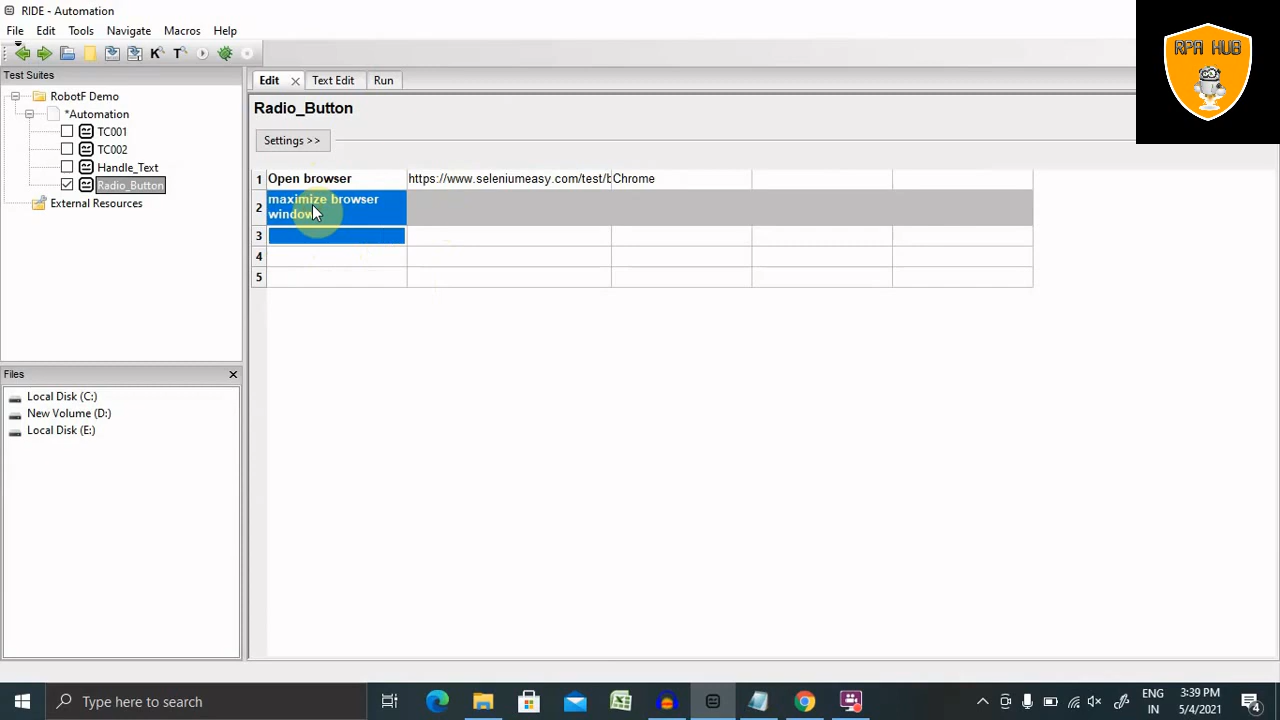 RIDE - Automation
File Edit Tools Navigate Macros Help
K T
RPA HUB
Test Suites
RobotF Demo
*Automation
TC001
TC002
Handle_Text
Radio_Button
External Resources
Files
Local Disk (C:)
New Volume (D:)
Local Disk (E:)
Edit Text Edit Run
Radio_Button
Settings >>
1 Open browser https://www.seleniumeasy.com/test/b Chrome
2 maximize browser
window
3
4
5
Type here to search
ENG
IN
3:39 PM
5/4/2021
4